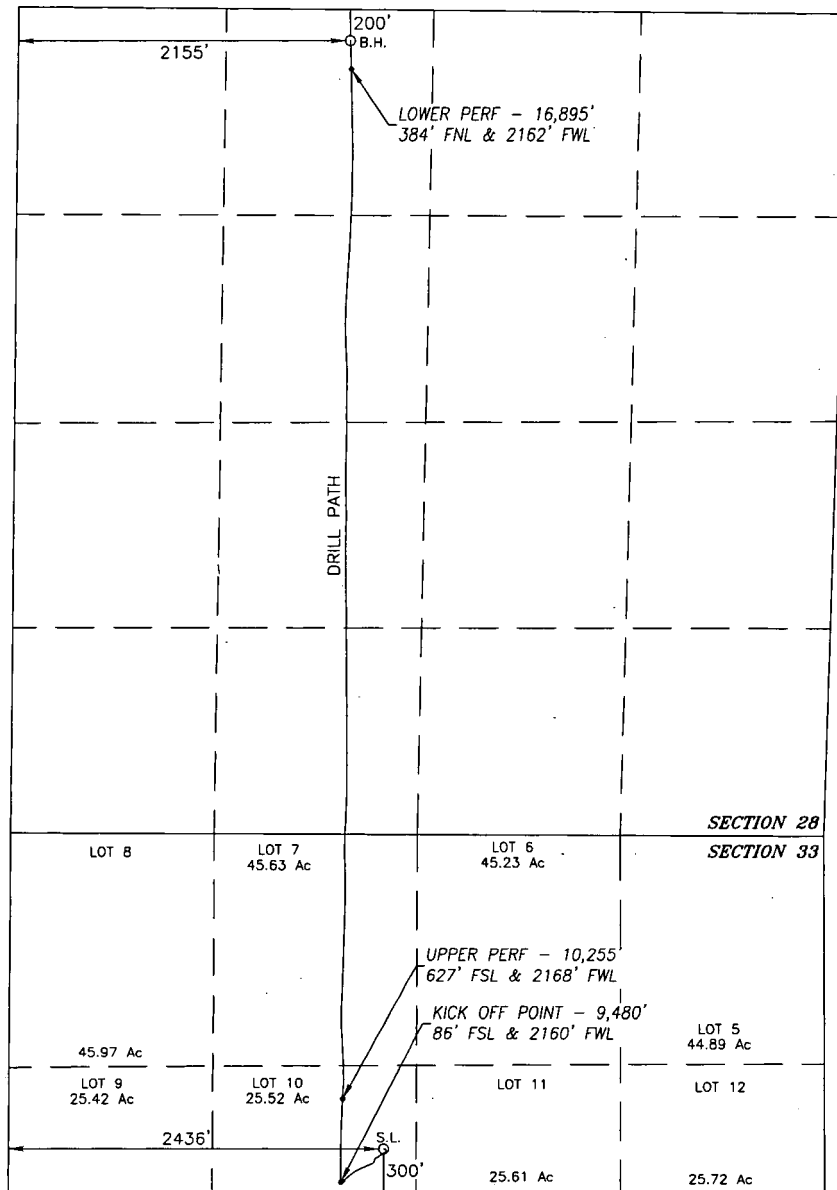 200'
2155'
B.H.
LOWER PERF - 16,895'
384' FNL & 2162' FWL
DRILL PATH
SECTION 28
SECTION 33
LOT 8
LOT 7
45.63 Ac
LOT 6
45.23 Ac
UPPER PERF - 10,255'
627' FSL & 2168' FWL
KICK OFF POINT - 9,480'
86' FSL & 2160' FWL
LOT 5
44.89 Ac
45.97 Ac
LOT 9
25.42 Ac
LOT 10
25.52 Ac
LOT 11
LOT 12
2436'
S.L.
300'
25.61 Ac
25.72 Ac